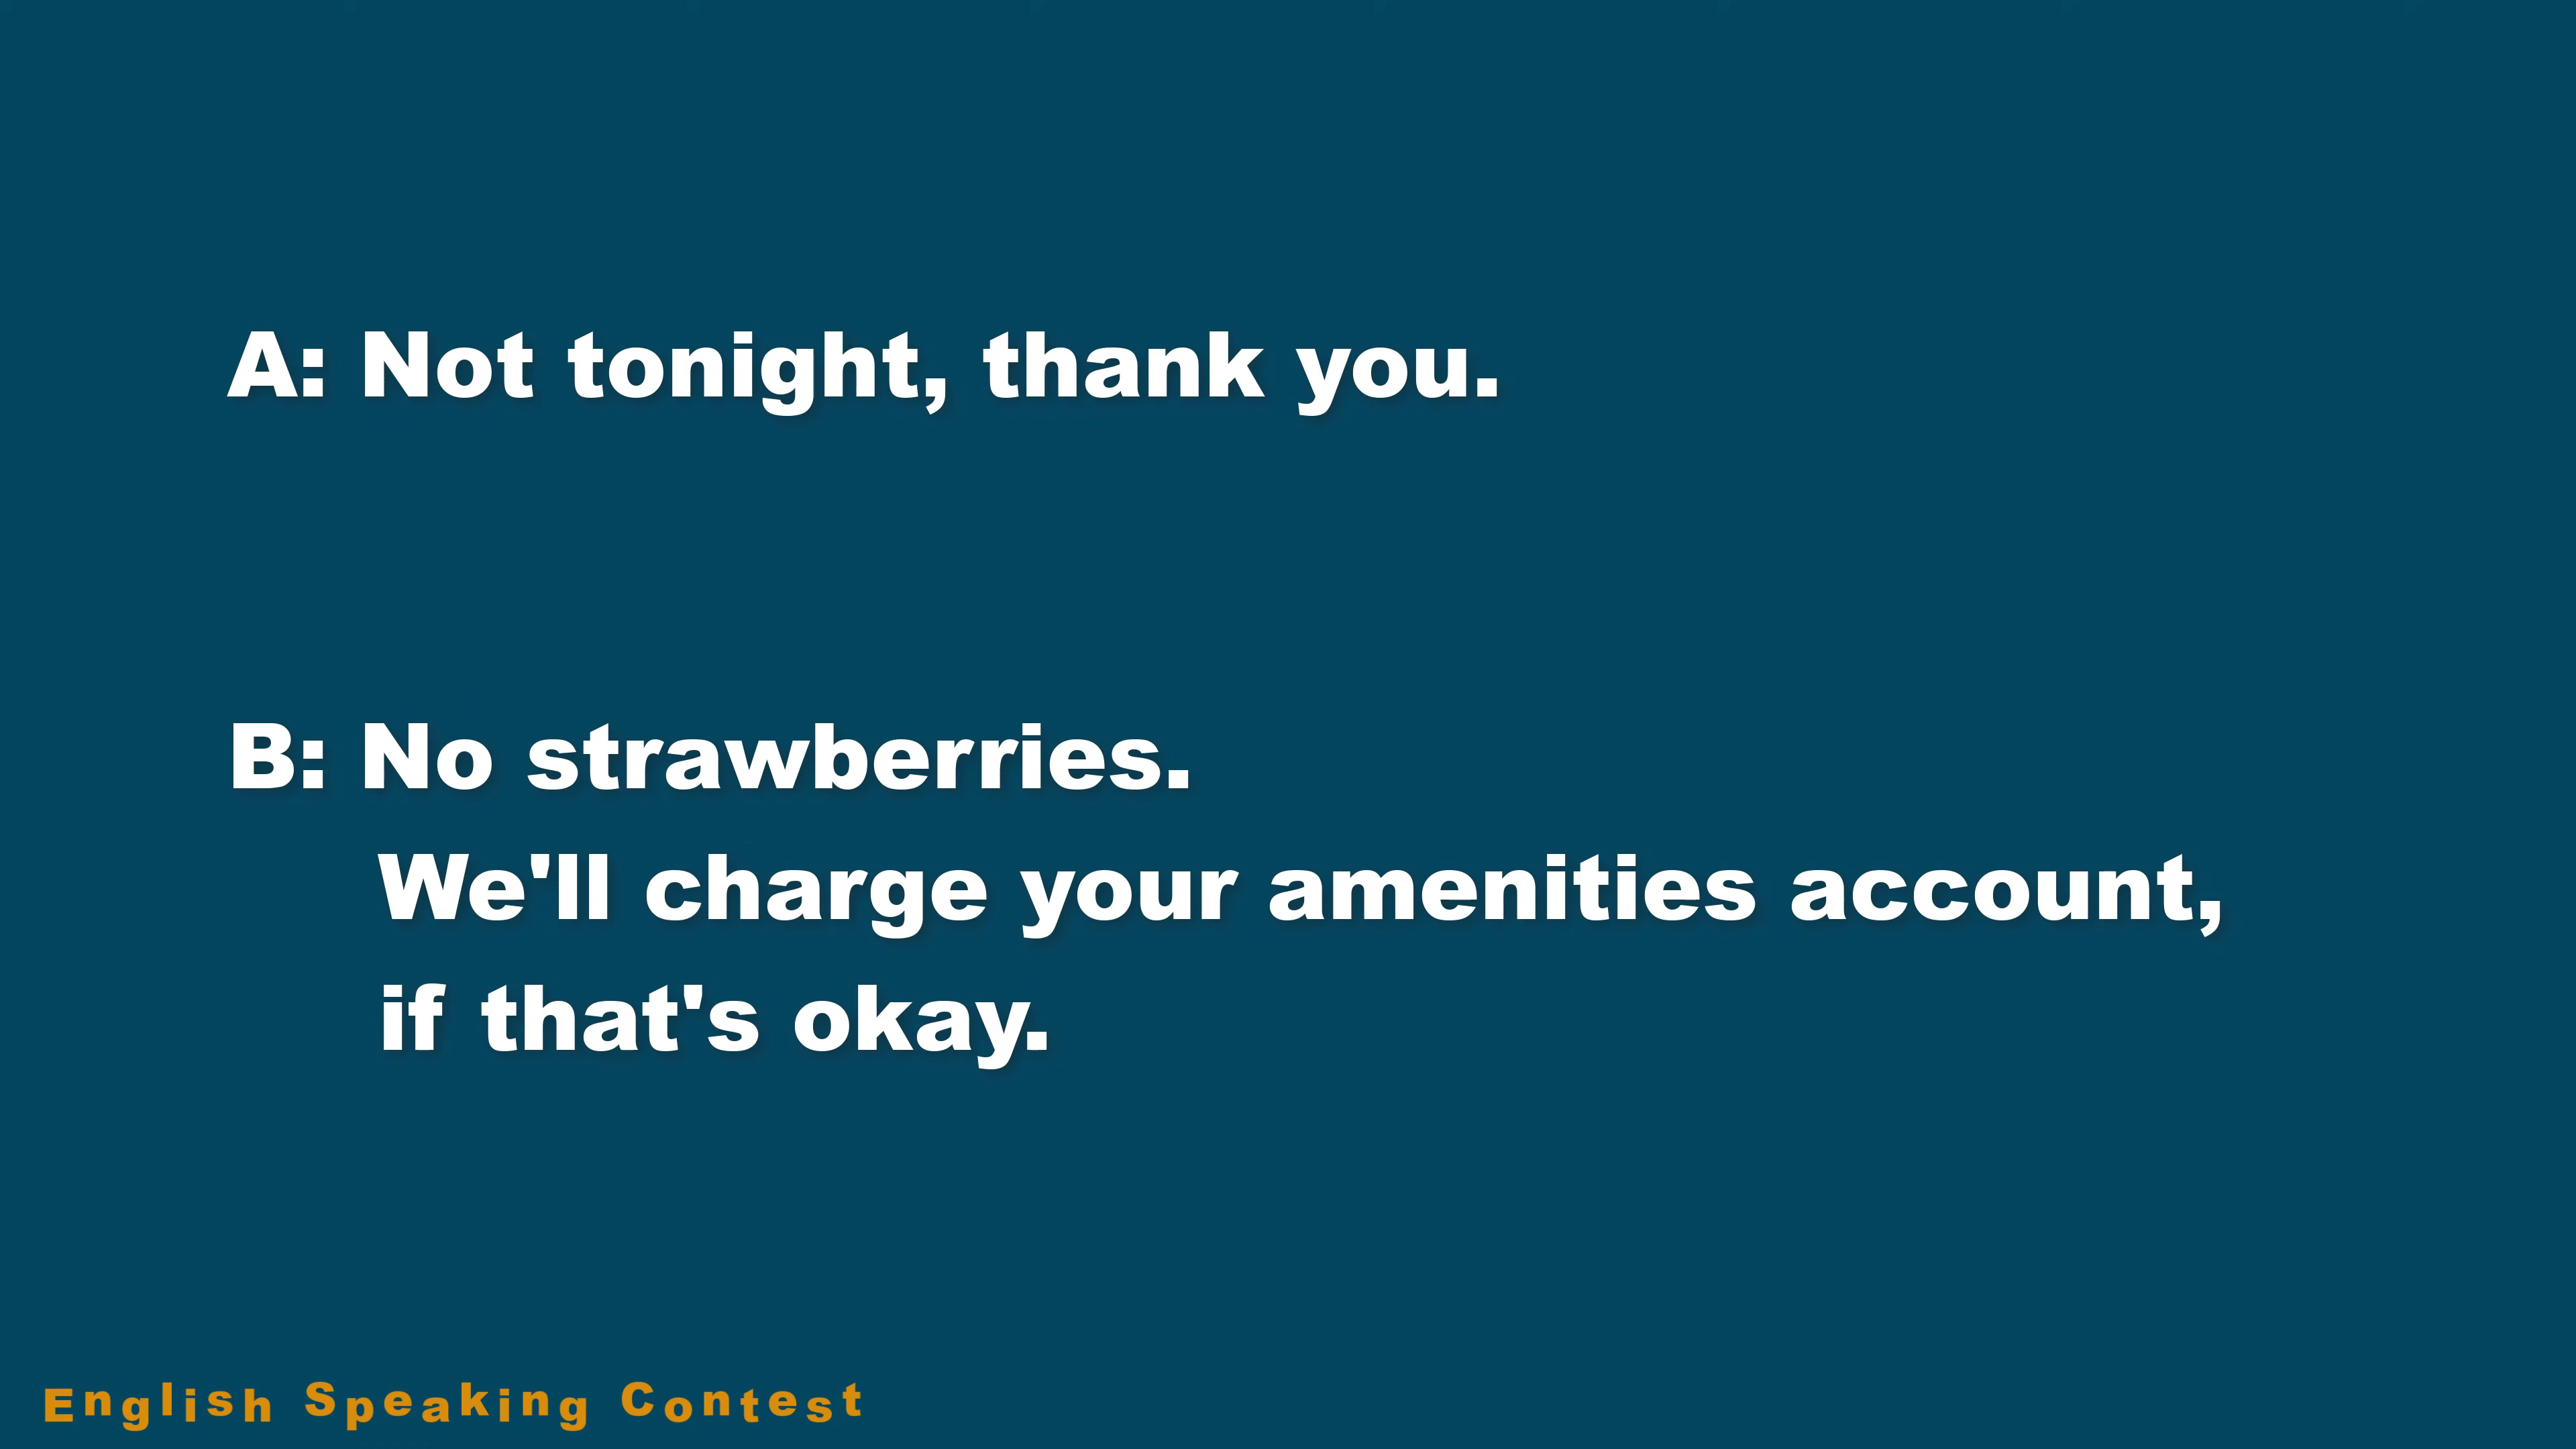 A: Not tonight, thank you.
B: No strawberries.
We'll charge your amenities account,
if that's okay.
English Speaking Contest